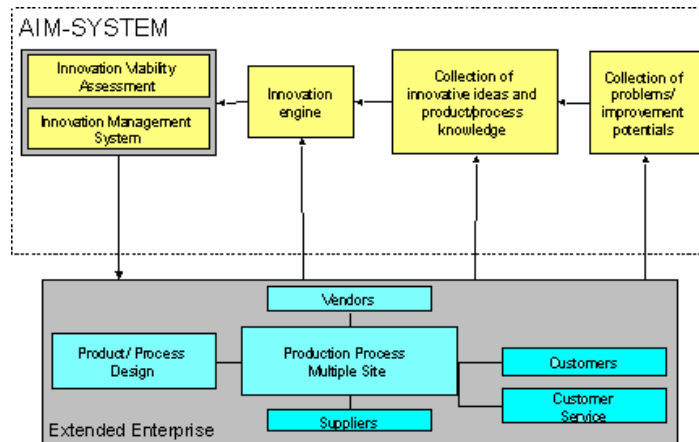 AIM-SYSTEM
Innovation Viability
Assessment
Innovation Management
System
Innovation
engine
Collection of
innovative ideas and
product/process
knowledge
Collection of
problems/
improvement
potentials
Vendors
Product/ Process
Design
Production Process
Multiple Site
Customers
Customer
Service
Suppliers
Extended Enterprise